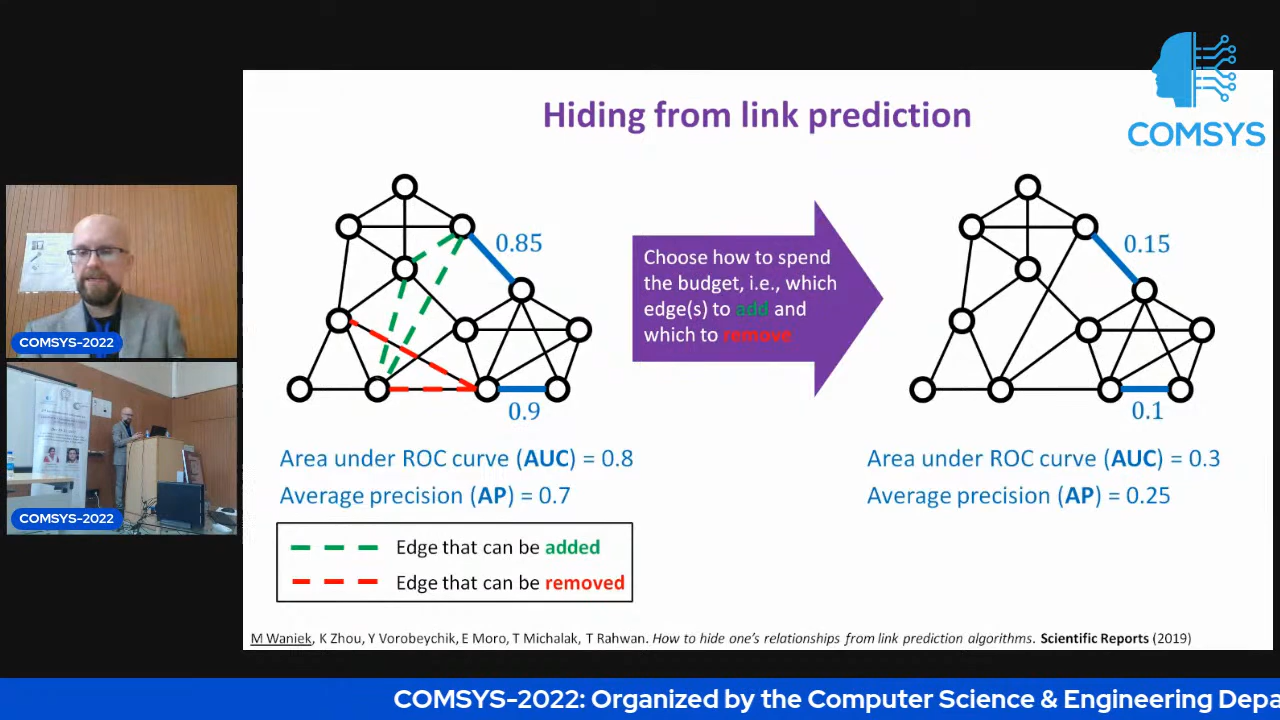 COMSYS
Hiding from link prediction
0.85
0.9
Choose how to spend
the budget, i.e., which
edge(s) to add and
which to remove
0.15
0.1
Area under ROC curve (AUC) = 0.8
Average precision (AP) = 0.7
Area under ROC curve (AUC) = 0.3
Average precision (AP) = 0.25
Edge that can be added
Edge that can be removed
M Waniek, K Zhou, Y Vorobeychik, E Moro, T Michalak, T Rahwan. How to hide one's relationships from link prediction algorithms. Scientific Reports (2019)
COMSYS-2022
COMSYS-2022
COMSYS-2022: Organized by the Computer Science & Engineering Depa